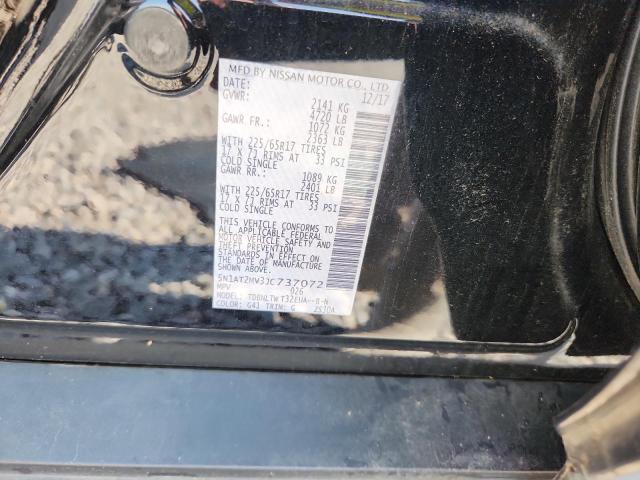 MFD BY NISSAN MOTOR CO., LTD
DATE: 12/17
GVWR: 2141 KG
4720 LB
GAWR FR.: 1072 KG
2363 LB
WITH 225/65R17 TIRES
17 X 7J RIMS AT 33 PSI
COLD SINGLE
GAWR RR.: 1089 KG
2401 LB
WITH 225/65R17 TIRES
17 X 7J RIMS AT 33 PSI
COLD SINGLE
THIS VEHICLE CONFORMS TO
ALL APPLICABLE FEDERAL
MOTOR VEHICLE SAFETY AND
THEFT PREVENTION
STANDARDS IN EFFECT ON
THE DATE OF MANUFACTURE
SHOWN ABOVE.
5N1AT2MV3JC737072
MPV 026
MODEL:
COLOR: G41 TRIM: G